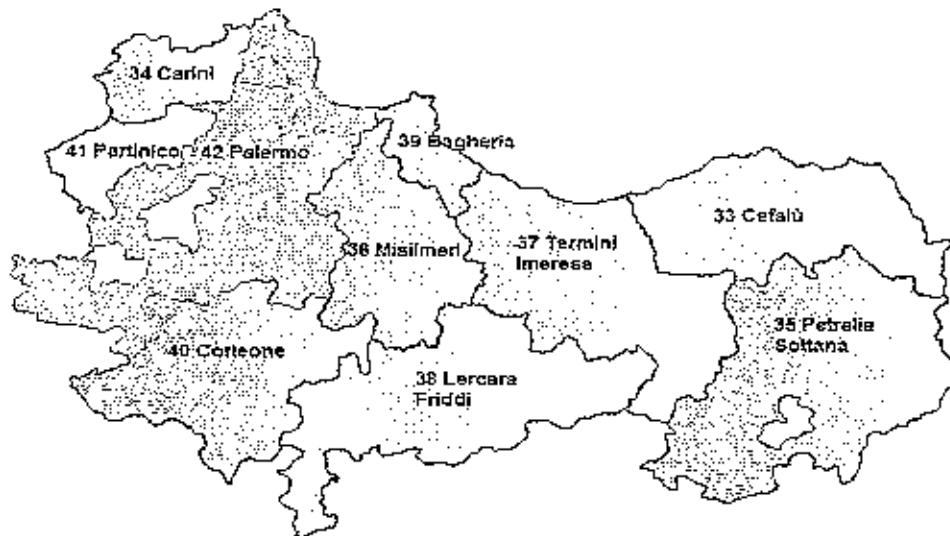 34 Carini
41 Partinico
42 Palermo
39 Bagheria
33 Cefalù
36 Misilmeri
37 Termini
Imerese
35 Petralia
Sottana
40 Corleone
38 Lercara
Friddi